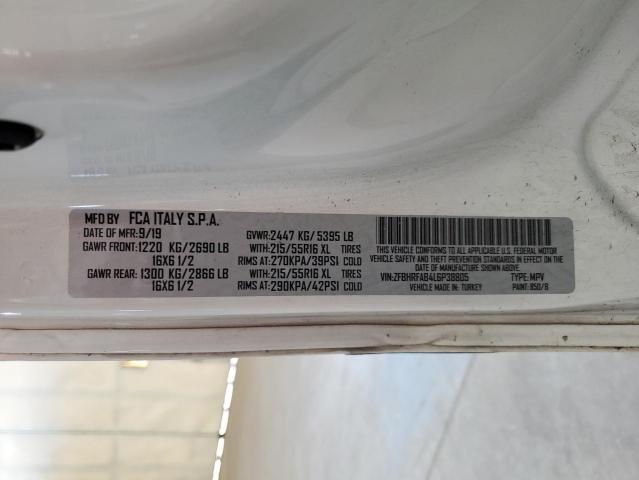 MFD BY FCA ITALY S.P.A.
DATE OF MFR:9/19
GAWR FRONT:1220 KG/2690 LB
16X6 1/2
GAWR REAR: 1300 KG/2866 LB
16X6 1/2
GVWR:2447 KG/ 5395 LB
WITH:215/55R16 XL TIRES
RIMS AT:270KPA/39PSI COLD
WITH:215/55R16 XL TIRES
RIMS AT:290KPA/42PSI COLD
THIS VEHICLE CONFORMS TO ALL APPLICABLE U.S. FEDERAL MOTOR
VEHICLE SAFETY AND THEFT PREVENTION STANDARDS IN EFFECT ON
THE DATE OF MANUFACTURE SHOWN ABOVE.
VIN:ZFBHRFAB4L6P38805 TYPE: MPV
VEHICLE MADE IN: TURKEY PAINT: 850/B